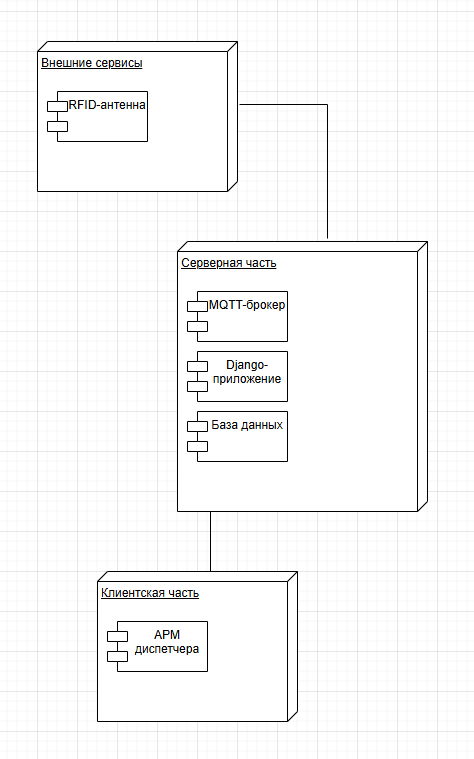 Внешние сервисы
RFID-антенна
Серверная часть
MQTT-брокер
Django-
приложение
База данных
Клиентская часть
АРМ
диспетчера